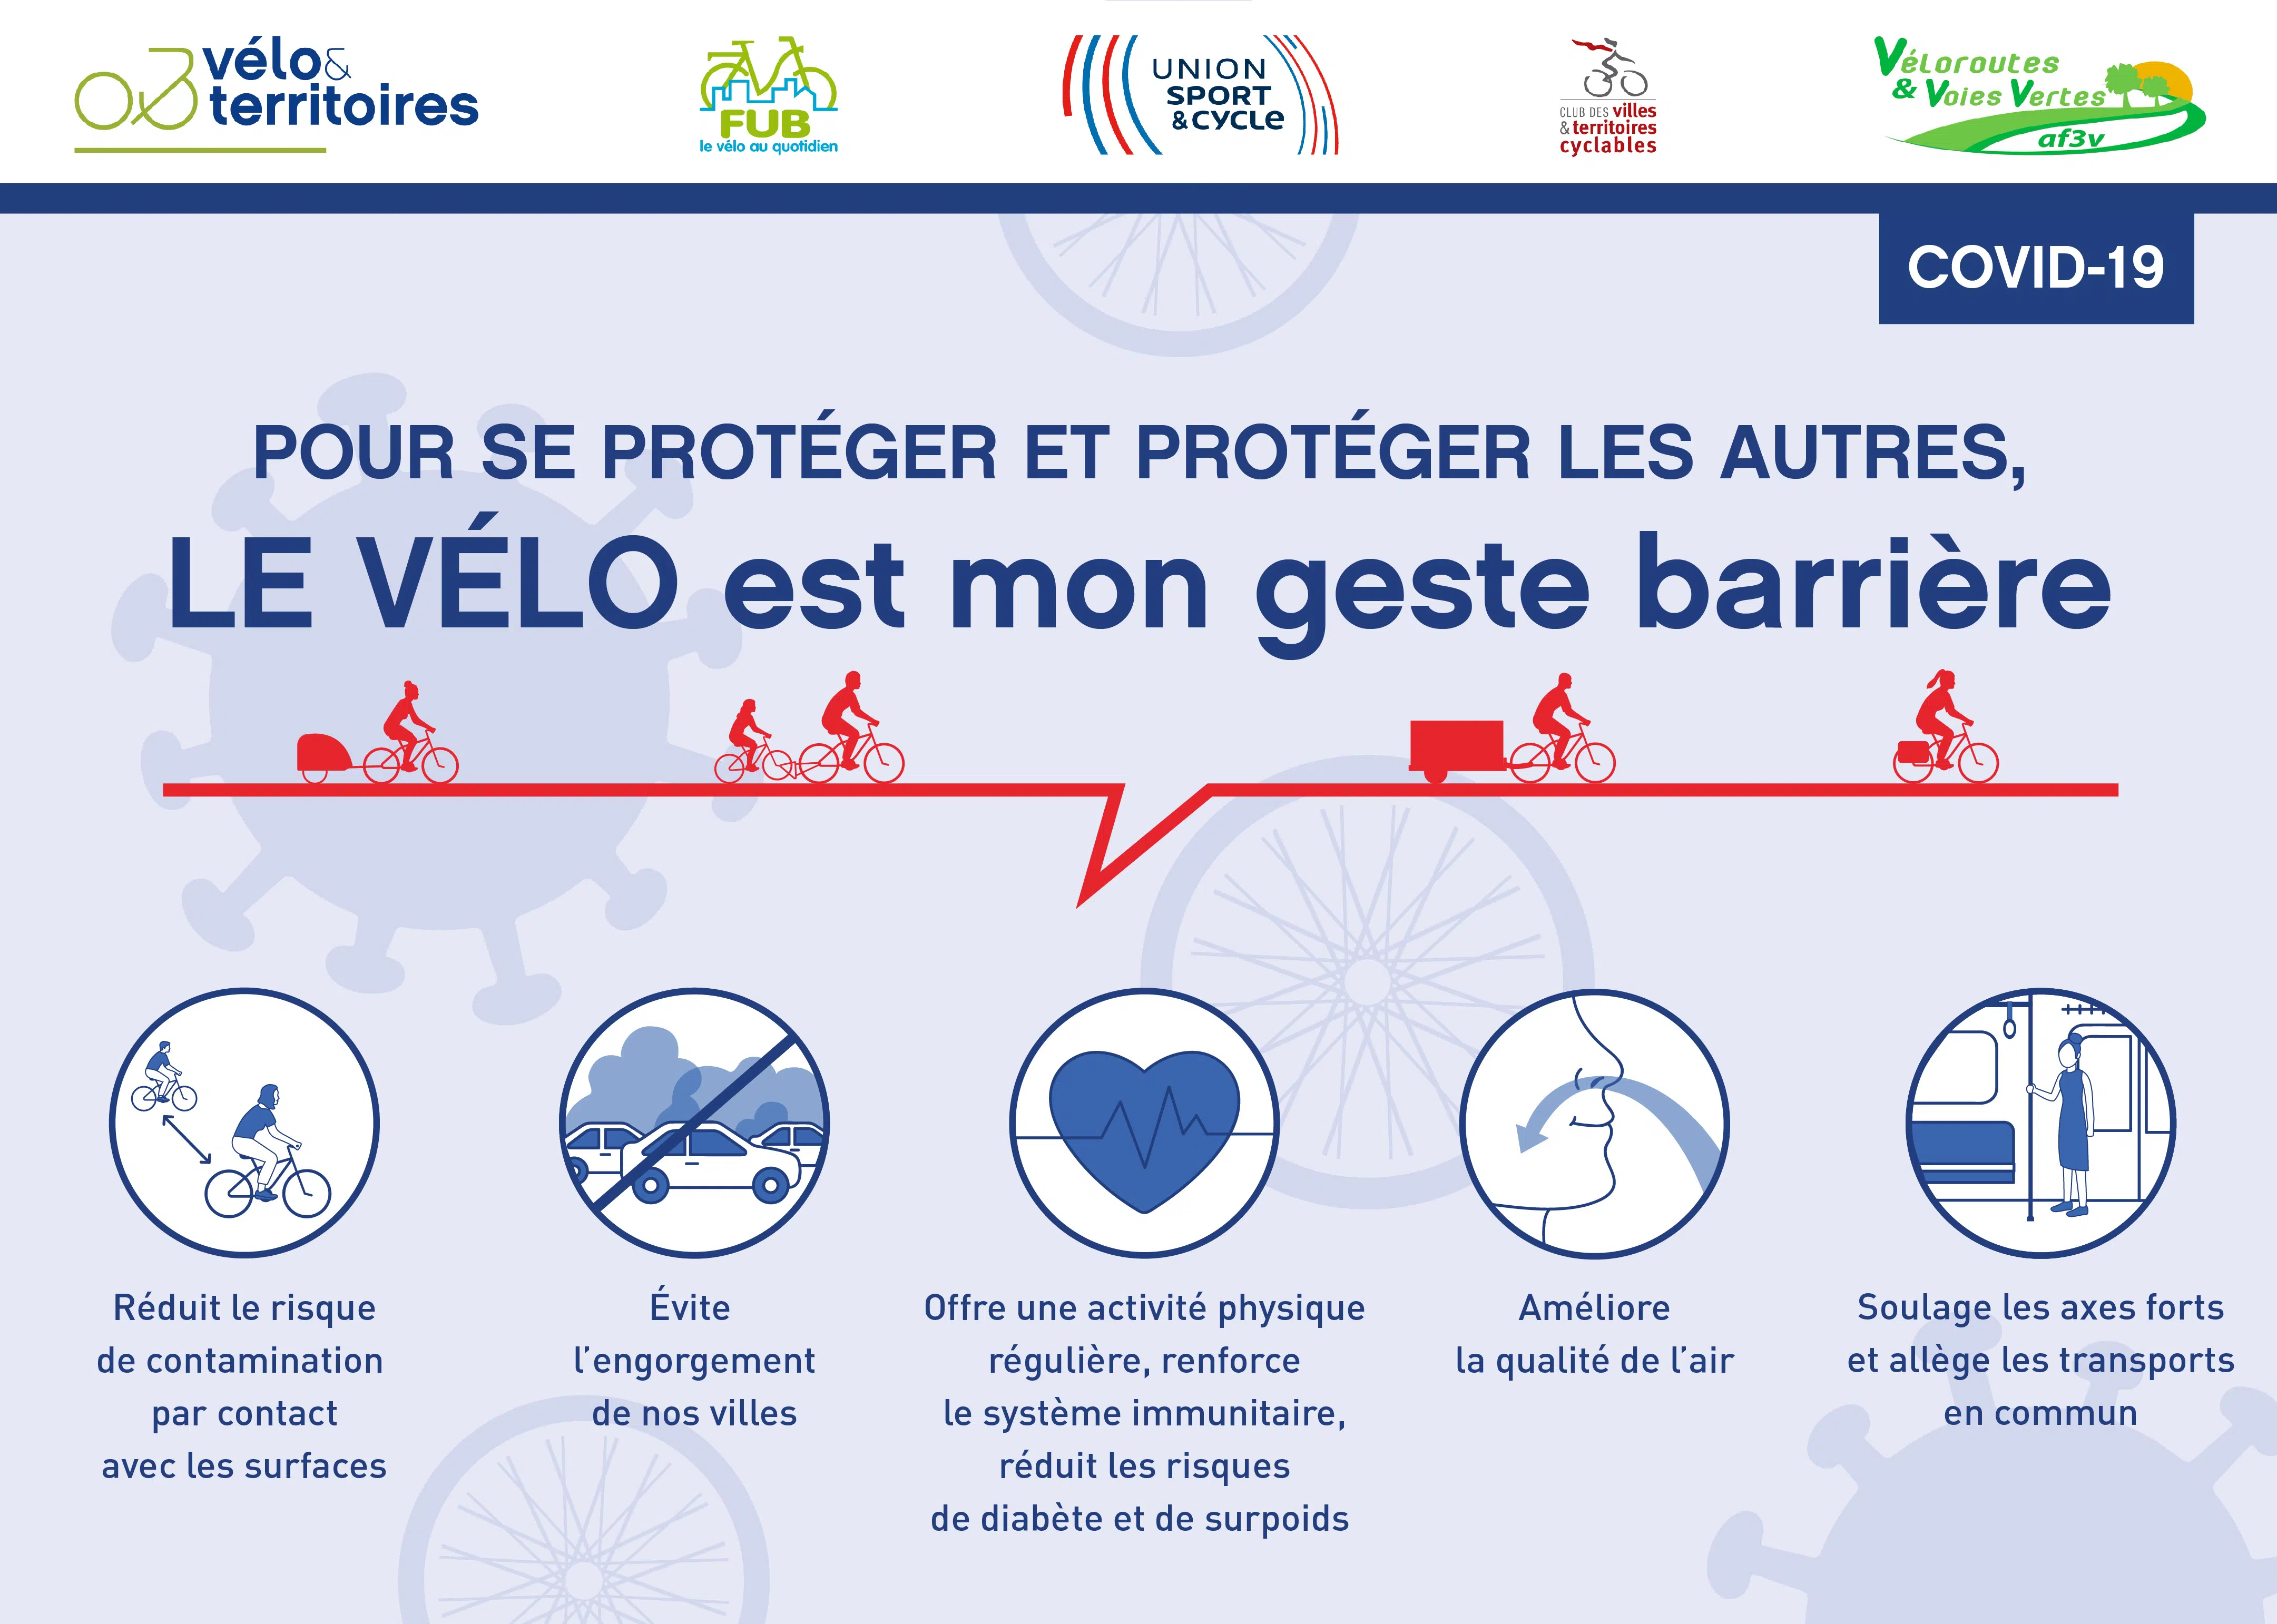 vélo&
territoires
FUB
le vélo au quotidien
UNION
SPORT
& CYCLE
CLUB DES villes
& territoires
cyclables
Véloroutes
& Voies Vertes
af3v
COVID-19
POUR SE PROTÉGER ET PROTÉGER LES AUTRES,
LE VÉLO est mon geste barrière
Réduit le risque
de contamination
par contact
avec les surfaces
Évite
l’engorgement
de nos villes
Offre une activité physique
régulière, renforce
le système immunitaire,
réduit les risques
de diabète et de surpoids
Améliore
la qualité de l’air
Soulage les axes forts
et allège les transports
en commun